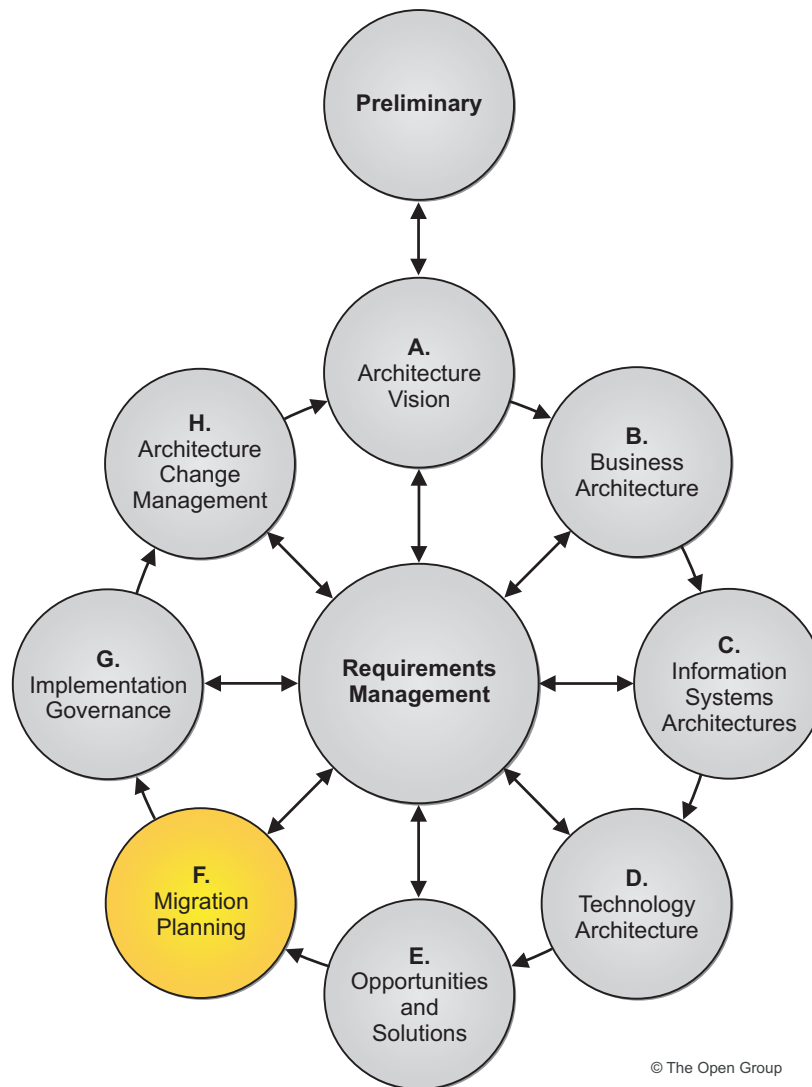 Preliminary
A.
Architecture
Vision
B.
Business
Architecture
C.
Information
Systems
Architectures
D.
Technology
Architecture
E.
Opportunities
and
Solutions
F.
Migration
Planning
G.
Implementation
Governance
H.
Architecture
Change
Management
Requirements
Management
© The Open Group